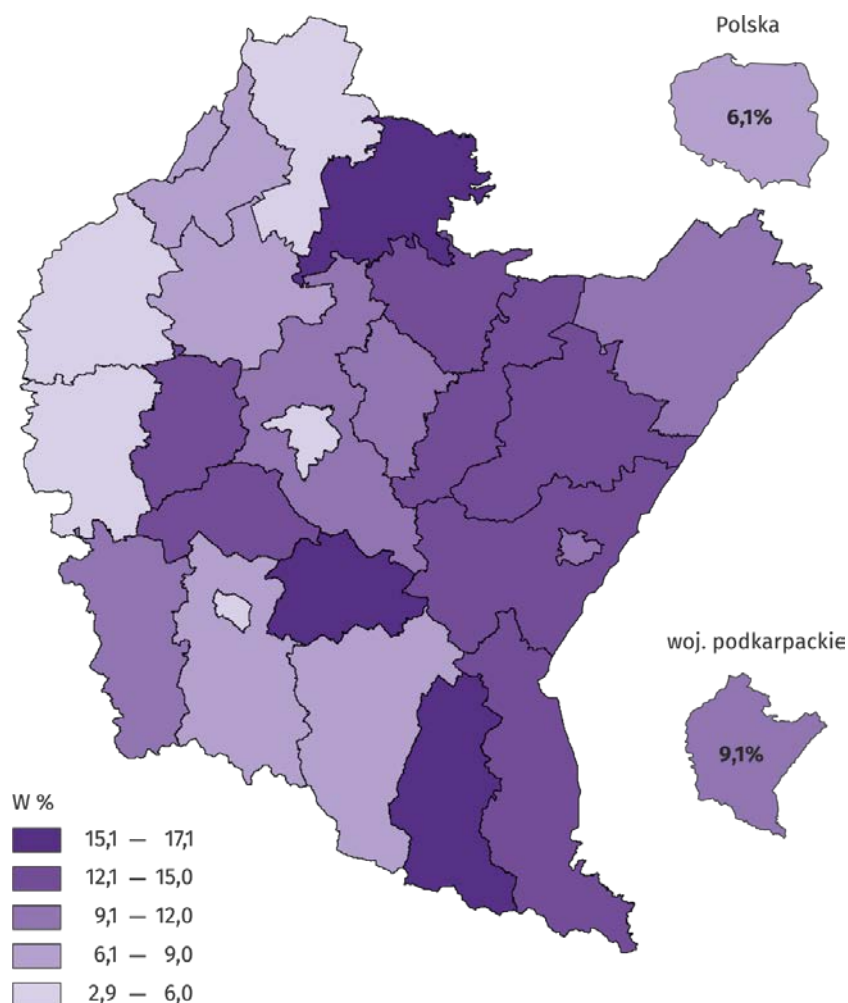 Polska
6,1%
woj. podkarpackie
9,1%
W %
15,1 — 17,1
12,1 — 15,0
9,1 — 12,0
6,1 — 9,0
2,9 — 6,0